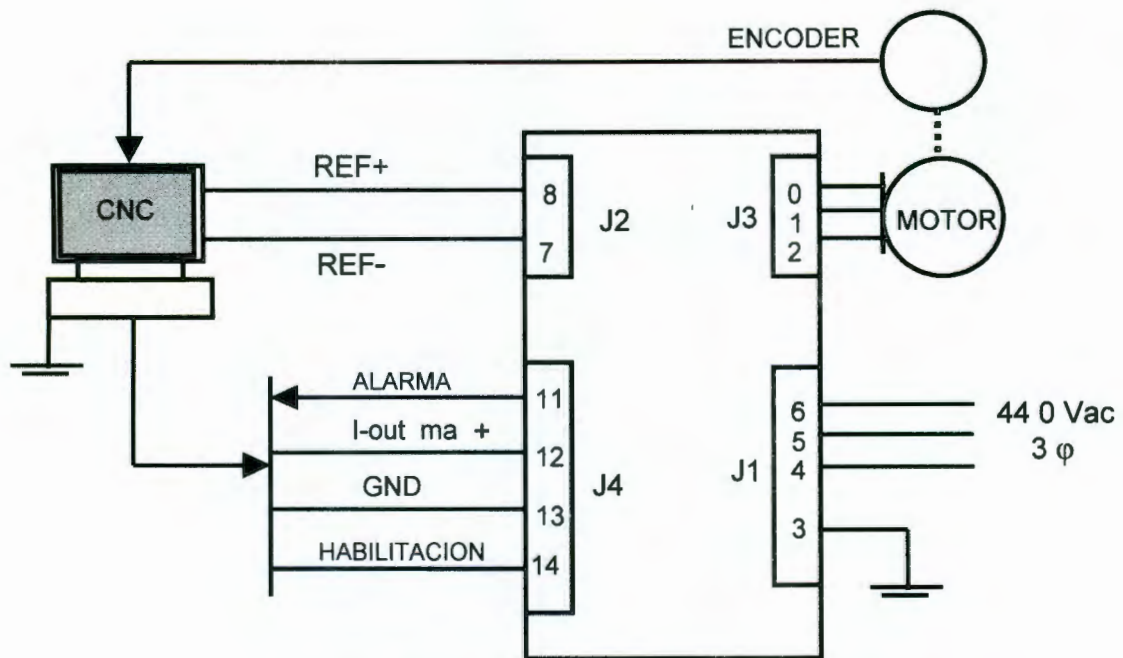 ENCODER
CNC
REF+
REF-
8
7
J2
J3
0
1
2
MOTOR
ALARMA
I-out ma +
GND
HABILITACION
11
12
13
14
J4
J1
6
5
4
3
44 0 Vac
3 φ